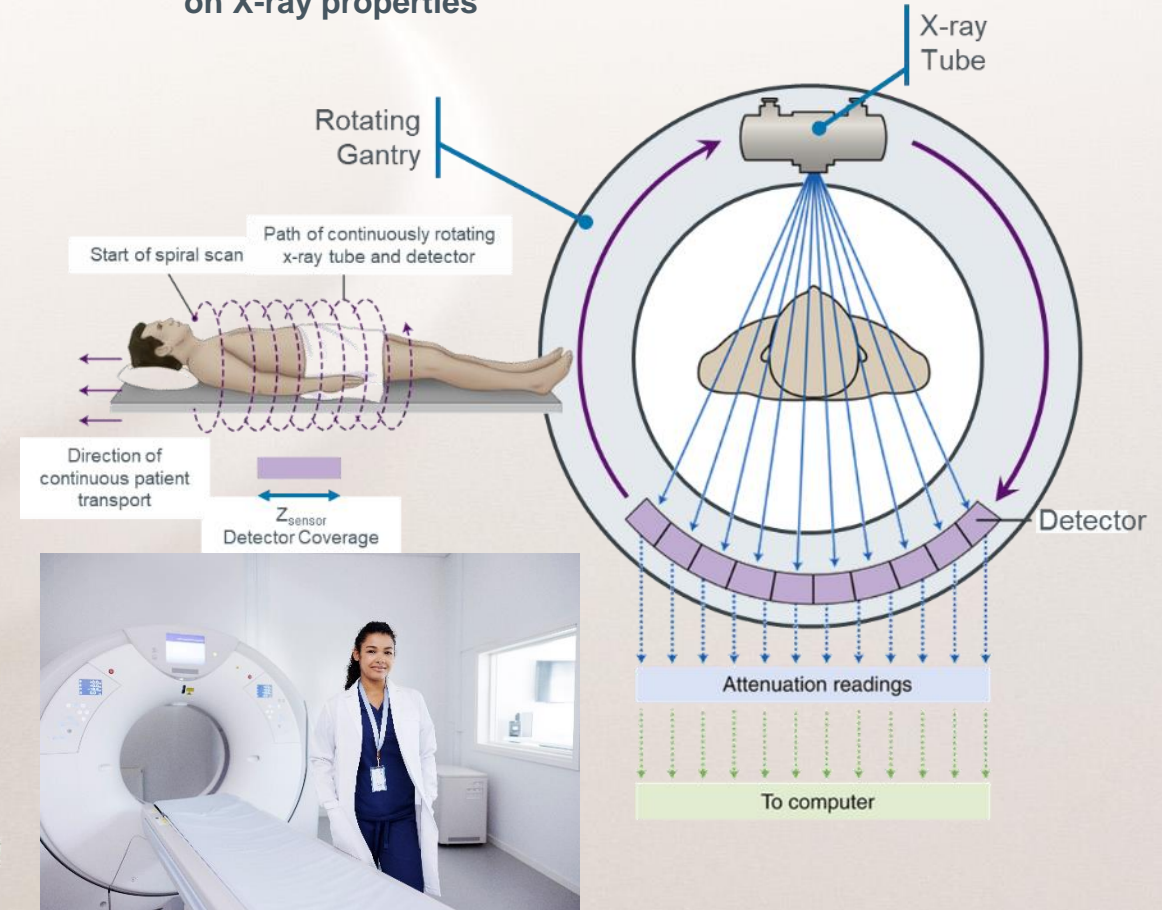 on X-ray properties
X-ray
Tube
Rotating
Gantry
Start of spiral scan
Path of continuously rotating
x-ray tube and detector
Direction of
continuous patient
transport
Zsensor
Detector Coverage
Detector
Attenuation readings
To computer